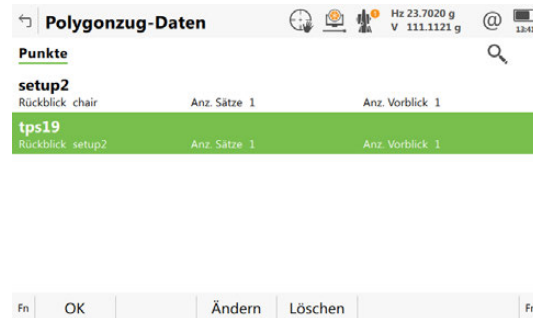 Polygonzug-Daten
Hz 23.7020 g
V 111.1121 g
@
Punkte
setup2
Rückblick chair Anz. Sätze 1 Anz. Vorblick 1
tps19
Rückblick setup2 Anz. Sätze 1 Anz. Vorblick 1
Fn OK Ändern Löschen